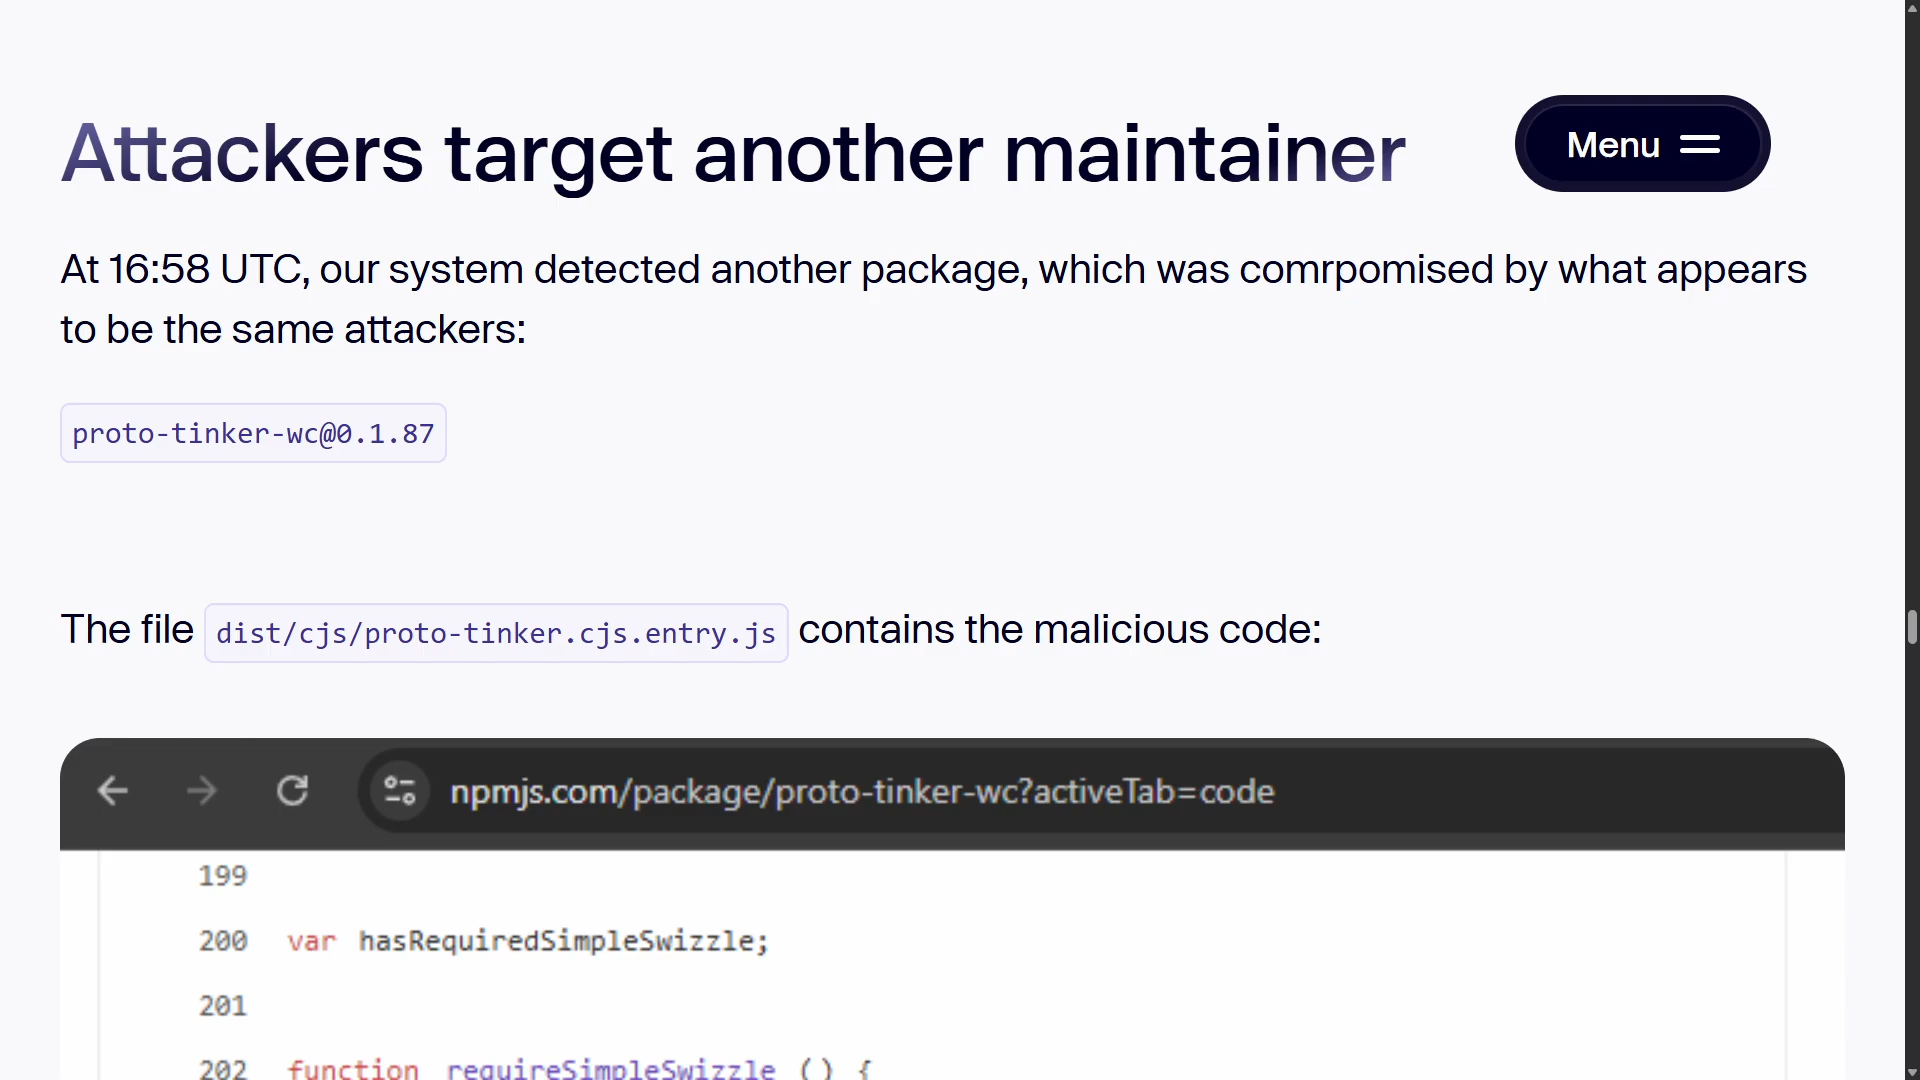 Attackers target another maintainer
Menu
At 16:58 UTC, our system detected another package, which was comrpomised by what appears
to be the same attackers:
proto-tinker-wc@0.1.87
The file dist/cjs/proto-tinker.cjs.entry.js contains the malicious code:
npmjs.com/package/proto-tinker-wc?activeTab=code
199
200 var hasRequiredSimpleSwizzle;
201
202 function requireSimpleSwizzle () {